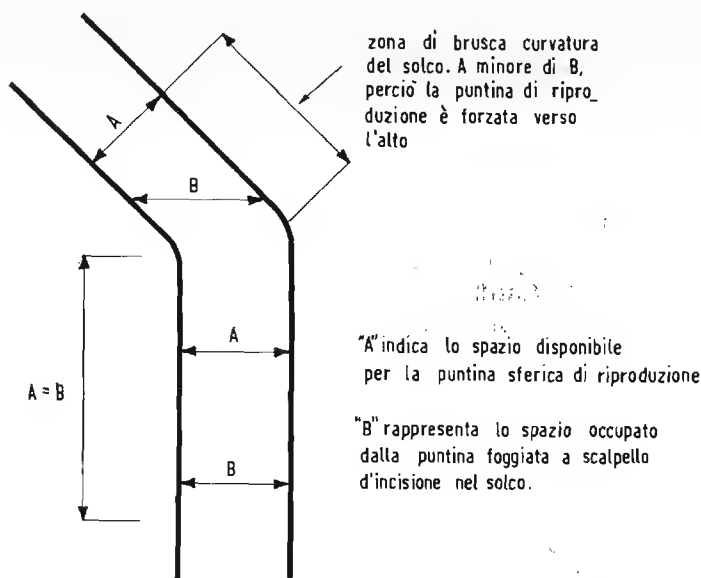 zona di brusca curvatura
del solco. A minore di B,
perciò la puntina di ripro_
duzione è forzata verso
l'alto
A
B
A
A = B
B
"A" indica lo spazio disponibile
per la puntina sferica di riproduzione
"B" rappresenta lo spazio occupato
dalla puntina foggiata a scalpello
d'incisione nel solco.